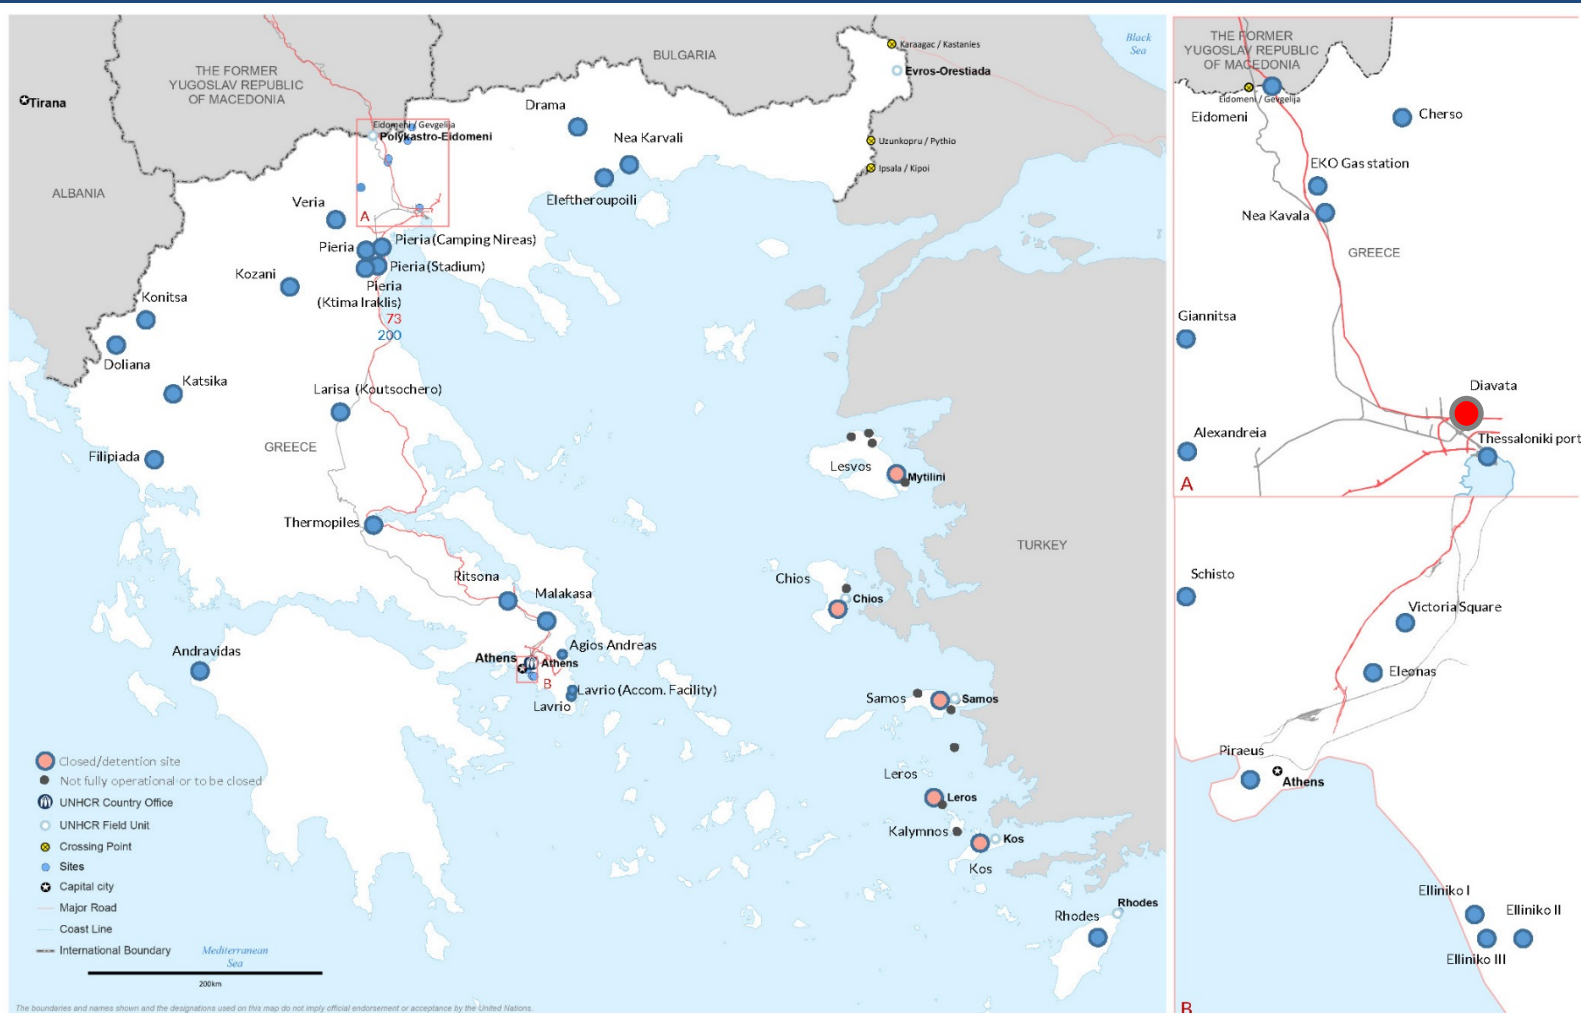 BULGARIA
Black
Sea
Karaagac / Kastanies
Evros-Orestiada
THE FORMER
YUGOSLAV REPUBLIC
OF MACEDONIA
Tirana
Drama
Eidomeni / Gevgelija
Polykastro-Eidomeni
Nea Karvali
Uzunkopru / Pythio
Ipsala / Kipoi
ALBANIA
Eleftheroupoili
Veria
A
Pieria
Pieria (Camping Nireas)
Pieria (Stadium)
Kozani
Pieria
(Ktima Iraklis)
73
200
Konitsa
Doliana
Katsika
Larisa (Koutsochero)
GREECE
Filipiada
Lesvos
Mytilini
Thermopiles
TURKEY
Ritsona
Malakasa
Chios
Chios
Agios Andreas
Andravidas
Athens
Athens
B
Lavrio (Accom. Facility)
Lavrio
Samos
Samos
Leros
Leros
Kalymnos
Kos
Kos
Rhodes
Rhodes
Closed/detention site
Not fully operational or to be closed
UNHCR Country Office
UNHCR Field Unit
Crossing Point
Sites
Capital city
Major Road
Coast Line
International Boundary
Mediterranean
Sea
200km
The boundaries and names shown and the designations used on this map do not imply official endorsement or acceptance by the United Nations.
THE FORMER
YUGOSLAV REPUBLIC
OF MACEDONIA
Eidomeni / Gevgelija
Eidomeni
Cherso
EKO Gas station
Nea Kavala
GREECE
Giannitsa
Diavata
Alexandreia
Thessaloniki port
A
Schisto
Victoria Square
Eleonas
Piraeus
Athens
Elliniko I
Elliniko II
Elliniko III
B